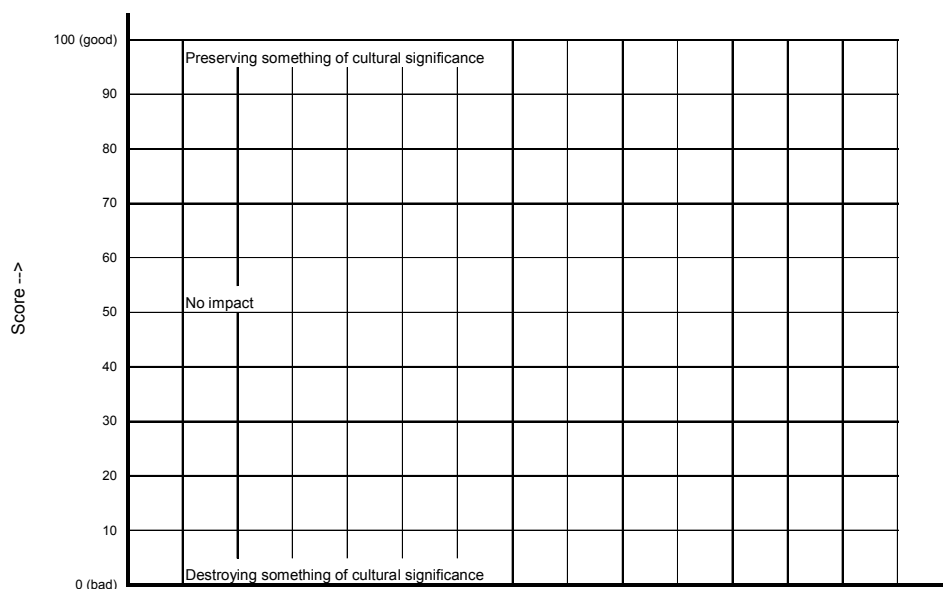 100 (good)
Preserving something of cultural significance
90
80
70
60
No impact
50
Score --->
40
30
20
10
Destroying something of cultural significance
0 (bad)